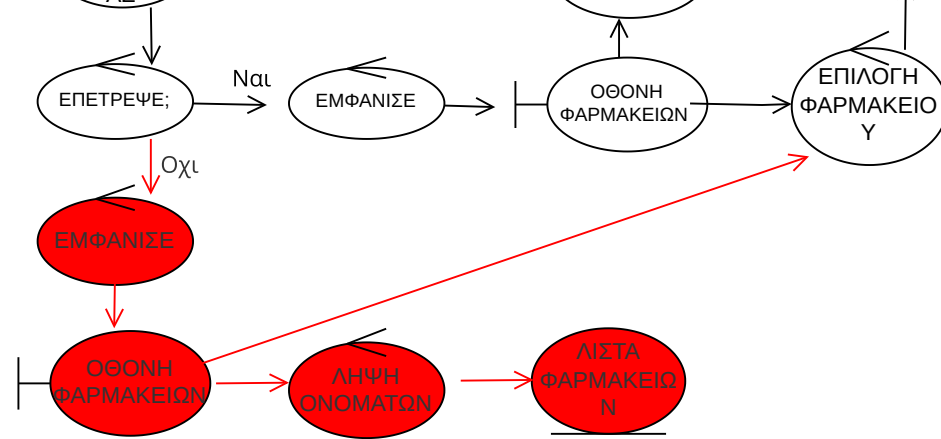 Ναι
ΕΠΕΤΡΕΨΕ;
ΕΜΦΑΝΙΣΕ
ΟΘΟΝΗ
ΦΑΡΜΑΚΕΙΩΝ
ΕΠΙΛΟΓΗ
ΦΑΡΜΑΚΕΙΟ
Υ
Οχι
ΕΜΦΑΝΙΣΕ
ΟΘΟΝΗ
ΦΑΡΜΑΚΕΙΩΝ
ΛΗΨΗ
ΟΝΟΜΑΤΩΝ
ΛΙΣΤΑ
ΦΑΡΜΑΚΕΙΩ
Ν